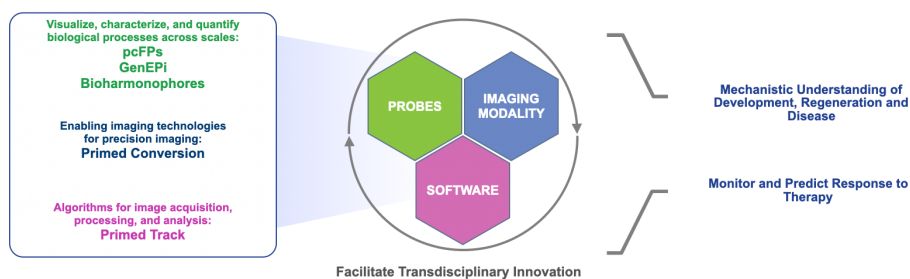 Visualize, characterize, and quantify
biological processes across scales:
pcFPs
GenEPi
Bioharmonophores
Enabling imaging technologies
for precision imaging:
Primed Conversion
Algorithms for image acquisition,
processing, and analysis:
Primed Track
PROBES
IMAGING
MODALITY
SOFTWARE
Facilitate Transdisciplinary Innovation
Mechanistic Understanding of
Development, Regeneration and
Disease
Monitor and Predict Response to
Therapy